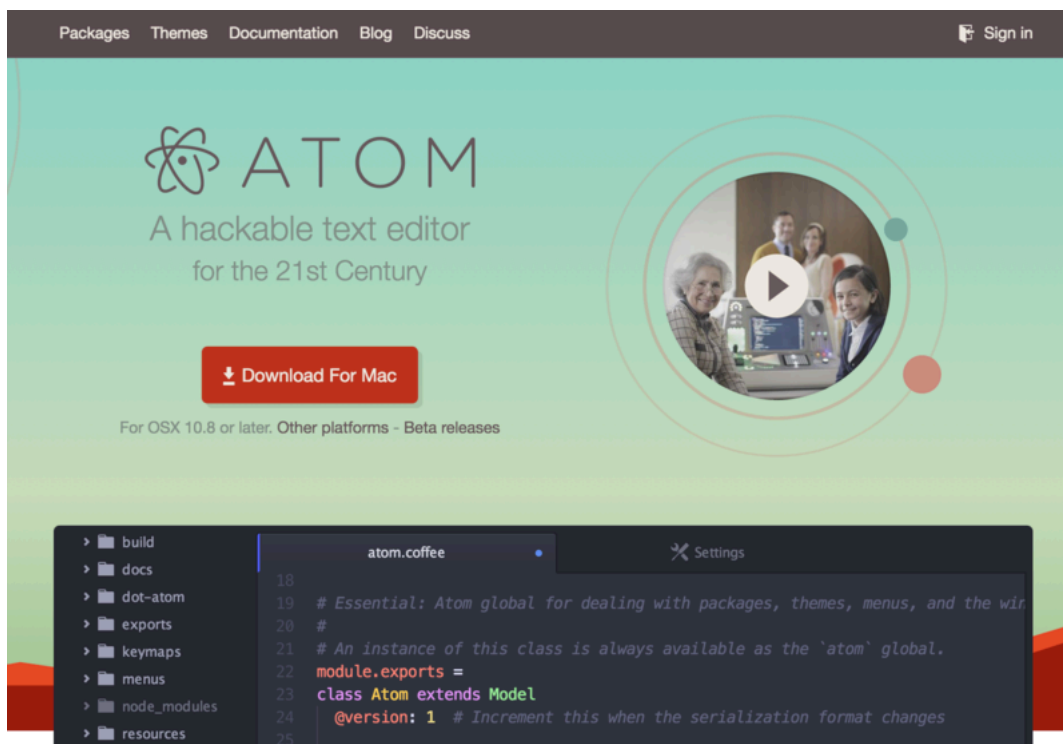 Packages Themes Documentation Blog Discuss Sign in
ATOM
A hackable text editor
for the 21st Century
Download For Mac
For OSX 10.8 or later. Other platforms - Beta releases
build
docs
dot-atom
exports
keymaps
menus
node_modules
resources
atom.coffee Settings
18
19 # Essential: Atom global for dealing with packages, themes, menus, and the
20 #
21 # An instance of this class is always available as the `atom` global.
22 module.exports =
23 class Atom extends Model
24 @version: 1 # Increment this when the serialization format changes
25